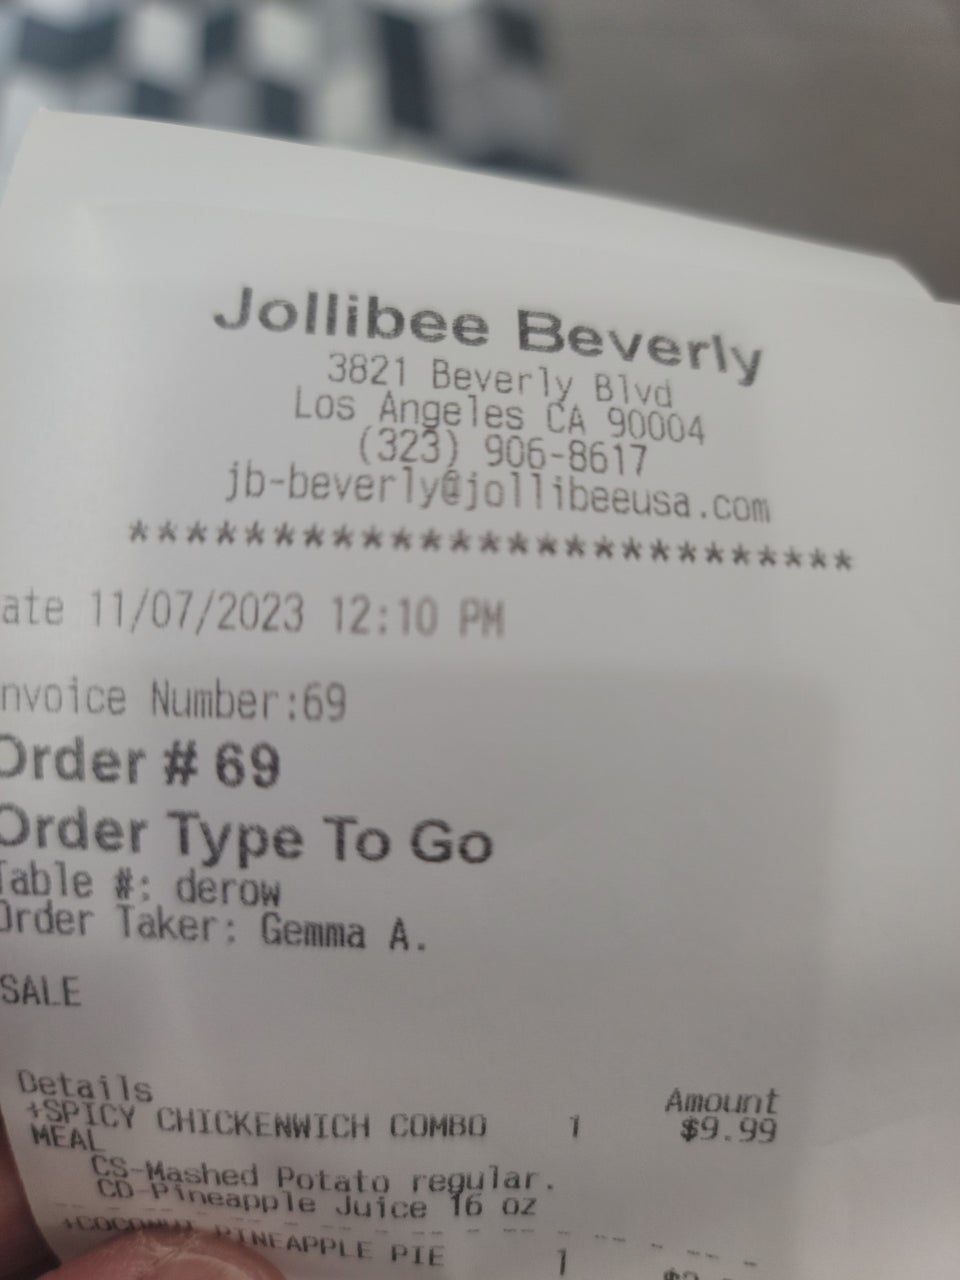 Jollibee Beverly
3821 Beverly Blvd
Los Angeles CA 90004
(323) 906-8617
jb-beverly@jollibeeusa.com
**************************
ate 11/07/2023 12:10 PM
nvoice Number:69
Order # 69
Order Type To Go
Table #: derow
Order Taker: Gemma A.
SALE
Details Amount
+SPICY CHICKENWICH COMBO 1 $9.99
MEAL
CS-Mashed Potato regular.
CD-Pineapple Juice 16 oz
+COCONUT PINEAPPLE PIE 1